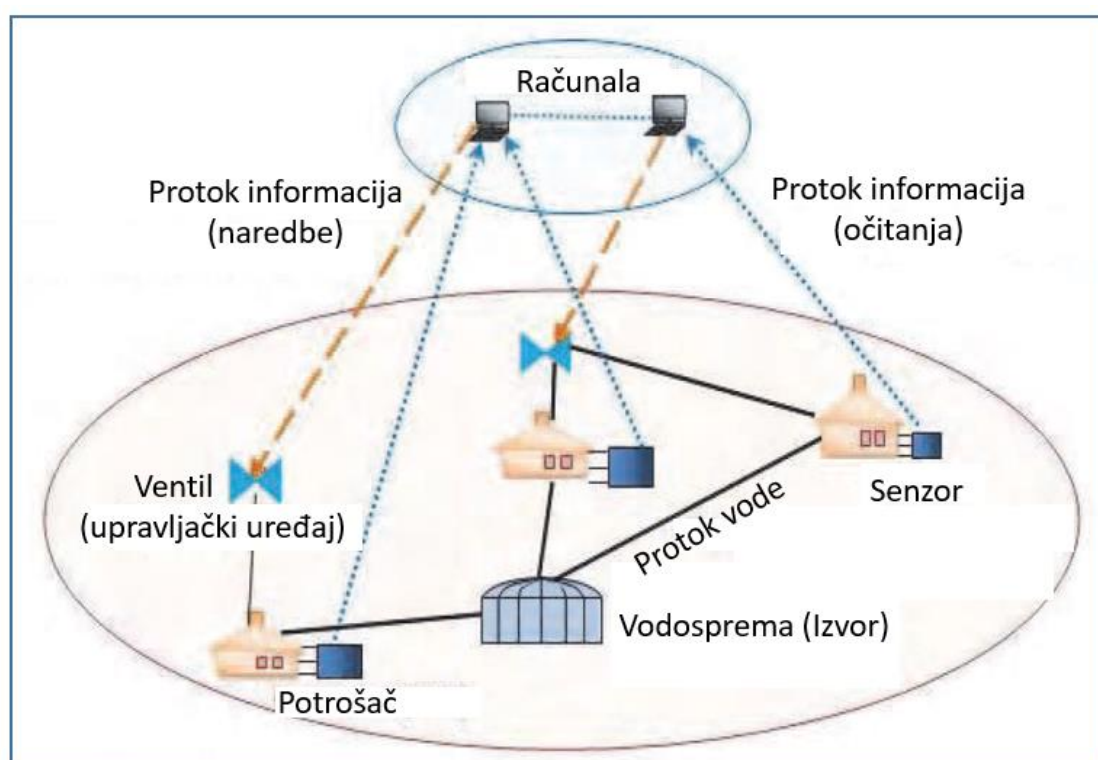 Računala
Protok informacija
(naredbe)
Protok informacija
(očitanja)
Ventil
(upravljački uređaj)
Senzor
Protok vode
Vodosprema (Izvor)
Potrošač